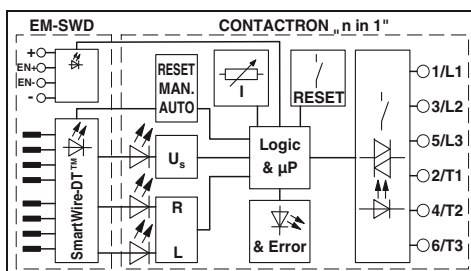 EM-SWD
CONTACTRON „n in 1"
+
EN+
EN-
-
SmartWire-DT™
RESET
MAN.
AUTO
I
RESET
Us
R
L
Logic
& µP
& Error
1/L1
3/L2
5/L3
2/T1
4/T2
6/T3